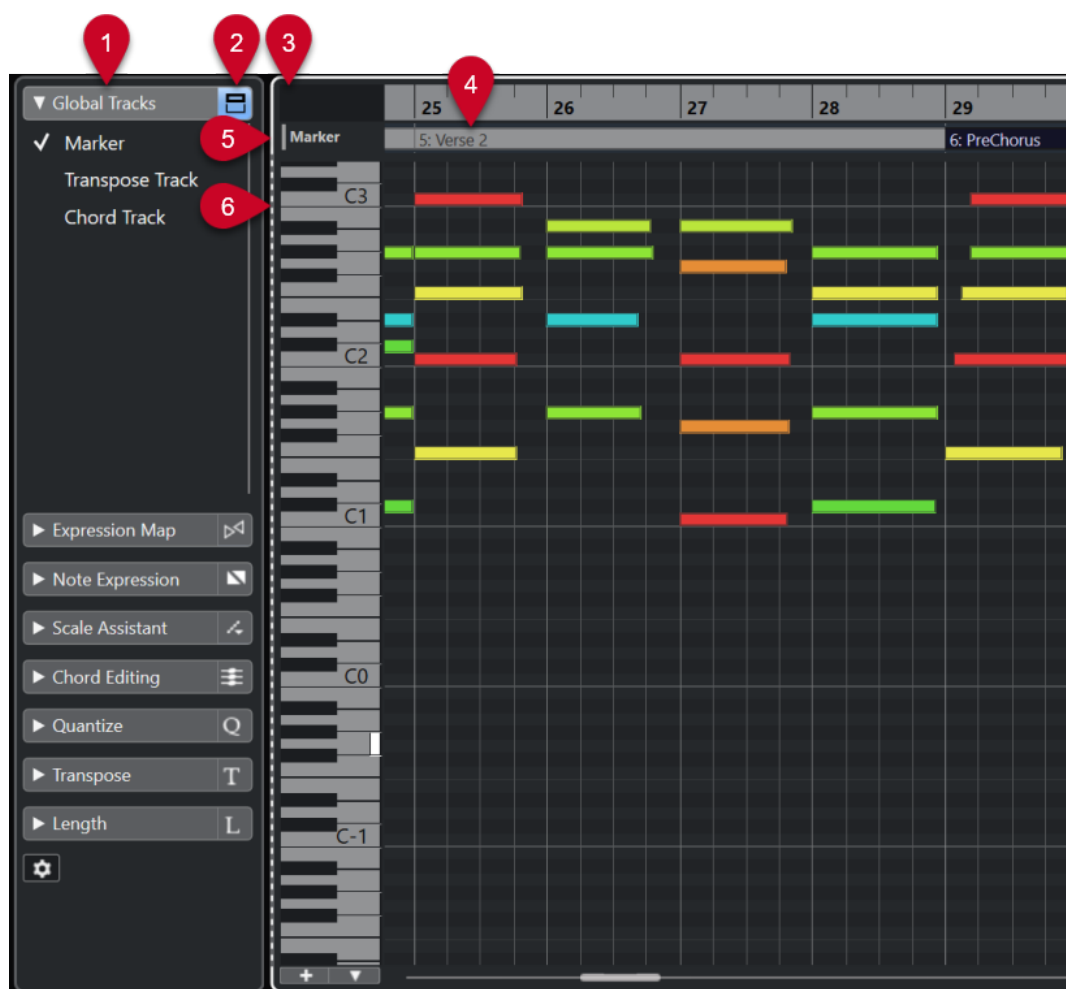 1
2
3
4
Global Tracks
25
26
27
28
29
5
Marker
5: Verse 2
6: PreChorus
Marker
Transpose Track
6
C3
Chord Track
C2
C1
Expression Map
Note Expression
Scale Assistant
Chord Editing
C0
Quantize Q
Transpose T
Length L
C-1